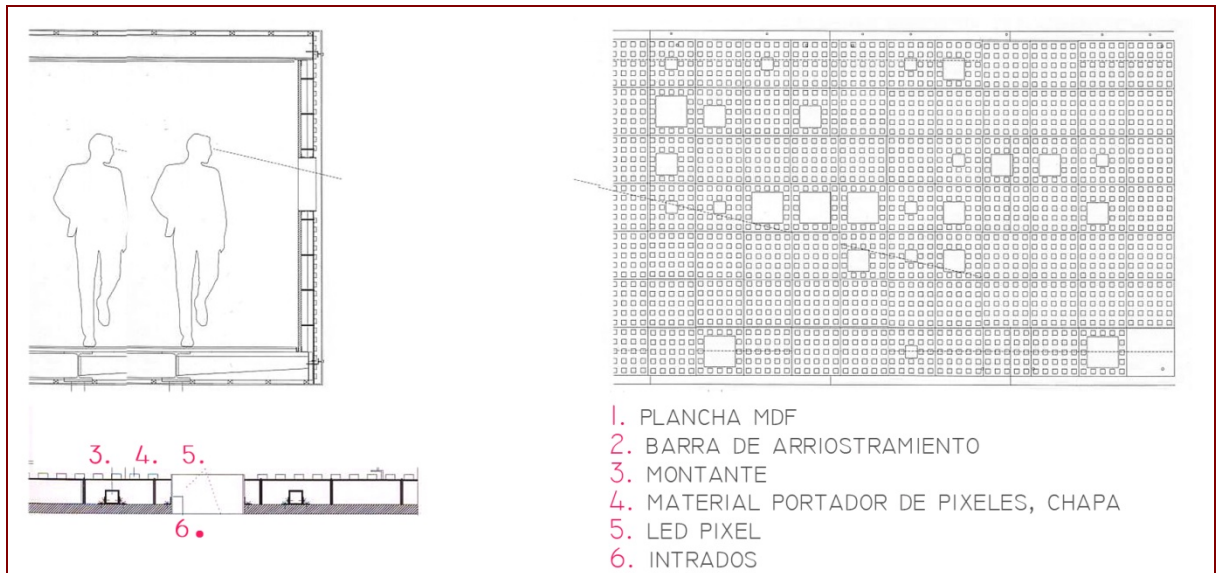 3. 4. 5.
6.
1. PLANCHA MDF
2. BARRA DE ARRIOSTRAMIENTO
3. MONTANTE
4. MATERIAL PORTADOR DE PIXELES, CHAPA
5. LED PIXEL
6. INTRADOS